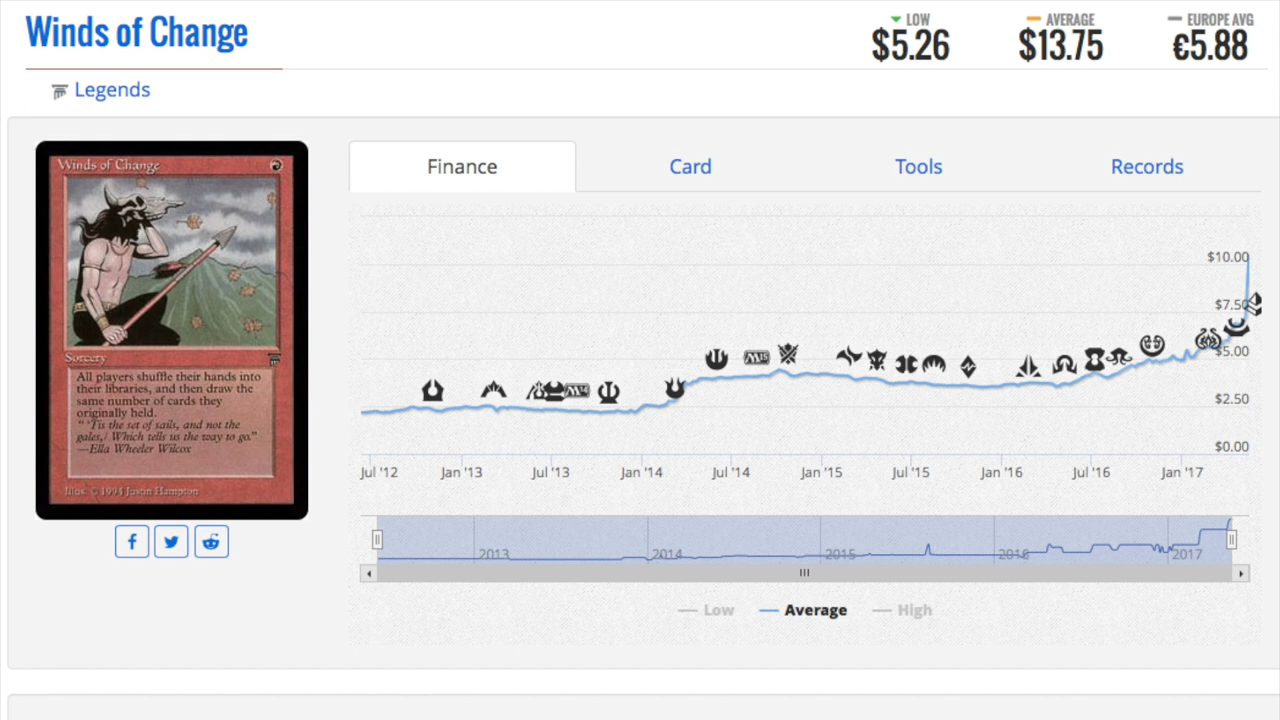 Winds of Change
LOW
$5.26
AVERAGE
$13.75
EUROPE AVG
€5.88
Legends
Winds of Change
Sorcery
All players shuffle their hands into
their libraries, and then draw the
same number of cards they
originally held.
"'Tis the set of sails, and not the
gales,/ Which tells us the way to go."
—Ella Wheeler Wilcox
Illus. © 1994 Justin Hampton
Finance
Card
Tools
Records
$10.00
$7.50
$5.00
$2.50
$0.00
Jul '12
Jan '13
Jul '13
Jan '14
Jul '14
Jan '15
Jul '15
Jan '16
Jul '16
Jan '17
2013
2014
2015
2016
2017
Low
Average
High